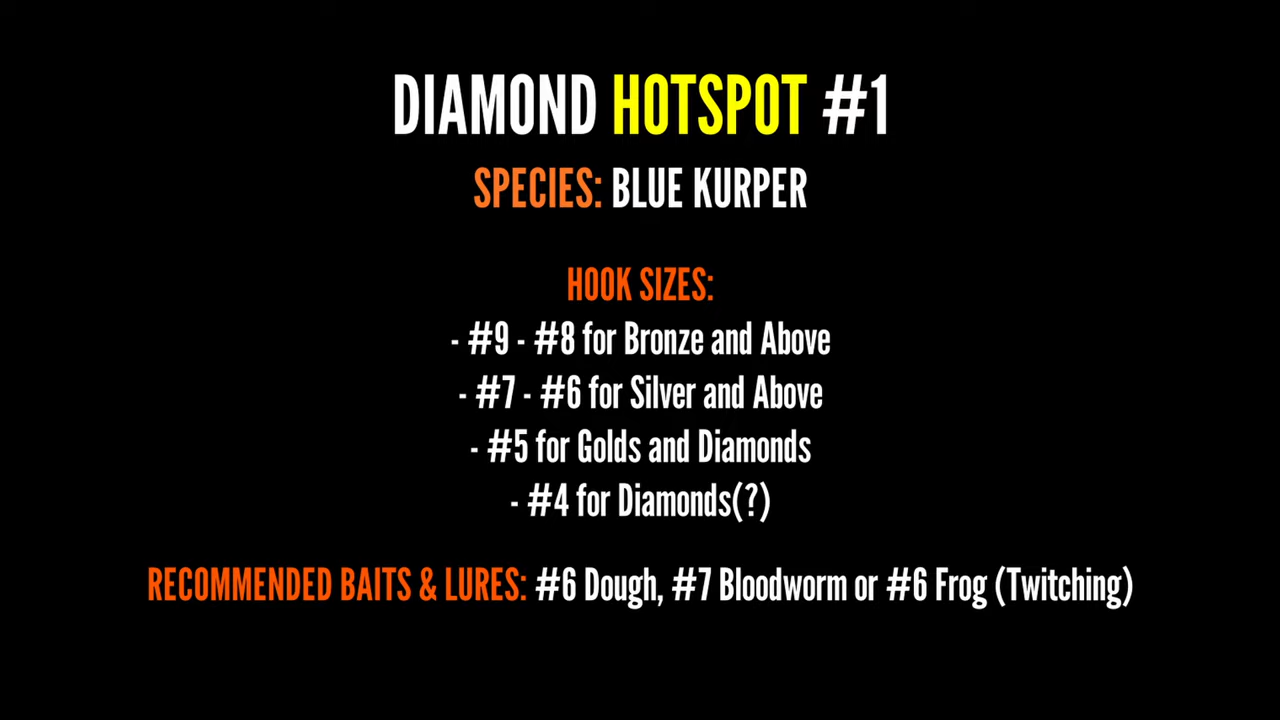 DIAMOND HOTSPOT #1
SPECIES: BLUE KURPER
HOOK SIZES:
- #9 - #8 for Bronze and Above
- #7 - #6 for Silver and Above
- #5 for Golds and Diamonds
- #4 for Diamonds(?)
RECOMMENDED BAITS & LURES: #6 Dough, #7 Bloodworm or #6 Frog (Twitching)